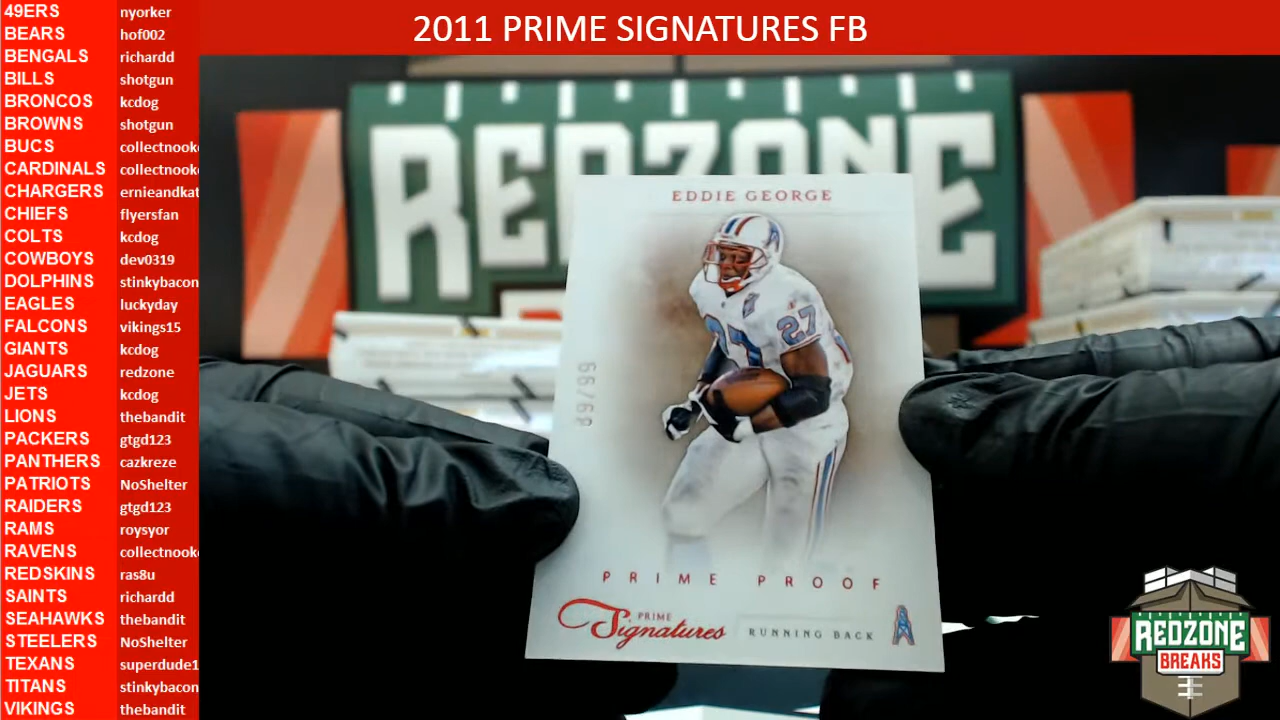 2011 PRIME SIGNATURES FB
49ERS nyorker
BEARS hof002
BENGALS richardd
BILLS shotgun
BRONCOS kcdog
BROWNS shotgun
BUCS collectnook
CARDINALS collectnook
CHARGERS ernieandkat
CHIEFS flyersfan
COLTS kcdog
COWBOYS dev0319
DOLPHINS stinkybacon
EAGLES luckyday
FALCONS vikings15
GIANTS kcdog
JAGUARS redzone
JETS kcdog
LIONS thebandit
PACKERS gtgd123
PANTHERS cazkreze
PATRIOTS NoShelter
RAIDERS gtgd123
RAMS roysyor
RAVENS collectnook
REDSKINS ras8u
SAINTS richardd
SEAHAWKS thebandit
STEELERS NoShelter
TEXANS superdude1
TITANS stinkybacon
VIKINGS thebandit
REDZONE
EDDIE GEORGE
27
27
PRIME PROOF
PRIME
Signatures
RUNNING BACK
REDZONE
BREAKS